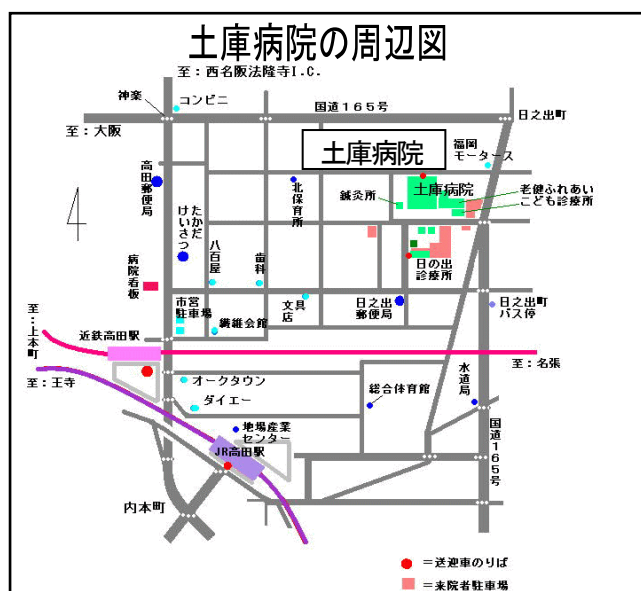 土庫病院の周辺図
至：西名阪法隆寺I.C.
神楽
コンビニ
国道１６５号
日之出町
至：大阪
土庫病院
福岡
モータース
高田郵便局
北保育所
土庫病院
鍼灸所
老健ふれあい
こども診療所
たかだ
けいさつ
八百屋
歯科
日の出
診療所
病院看板
市営
駐車場
繊維会館
文具店
日之出
郵便局
日之出町
バス停
至：上本町
近鉄高田駅
至：名張
至：王寺
オークタウン
ダイエー
総合体育館
水道局
地場産業
センター
JR高田駅
国道１６５号
内本町
＝送迎車のりば
＝来院者駐車場